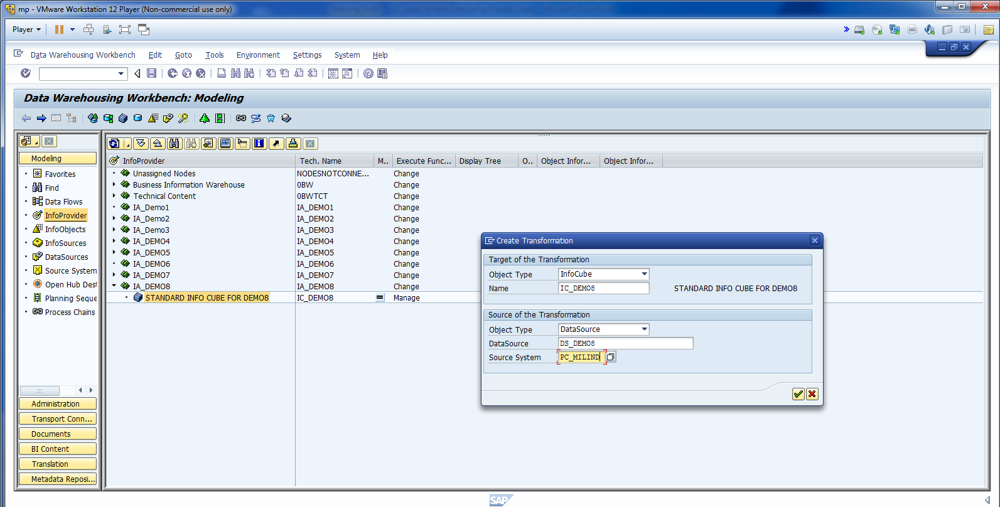 mp - VMware Workstation 12 Player (Non-commercial use only)
Player
Data Warehousing Workbench Edit Goto Tools Environment Settings System Help
Data Warehousing Workbench: Modeling
Modeling
Favorites
Find
Data Flows
InfoProvider
InfoObjects
InfoSources
DataSources
Source System
Open Hub Dest
Planning Seque
Process Chains
Administration
Transport Conn...
Documents
BI Content
Translation
Metadata Reposi...
InfoProvider Tech. Name M.. Execute Func... Display Tree O.. Object Infor... Object Infor...
Unassigned Nodes NODESNOTCONNE... Change
Business Information Warehouse 0BW Change
Technical Content 0BWTCT Change
IA_Demo1 IA_DEMO1 Change
IA_Demo2 IA_DEMO2 Change
IA_Demo3 IA_DEMO3 Change
IA_DEMO4 IA_DEMO4 Change
IA_DEMO5 IA_DEMO5 Change
IA_DEMO6 IA_DEMO6 Change
IA_DEMO7 IA_DEMO7 Change
IA_DEMO8 IA_DEMO8 Change
STANDARD INFO CUBE FOR DEMO8 IC_DEMO8 Manage
Create Transformation
Target of the Transformation
Object Type InfoCube
Name IC_DEMO8 STANDARD INFO CUBE FOR DEMO8
Source of the Transformation
Object Type DataSource
DataSource DS_DEMO8
Source System PC_MILIND
SAP